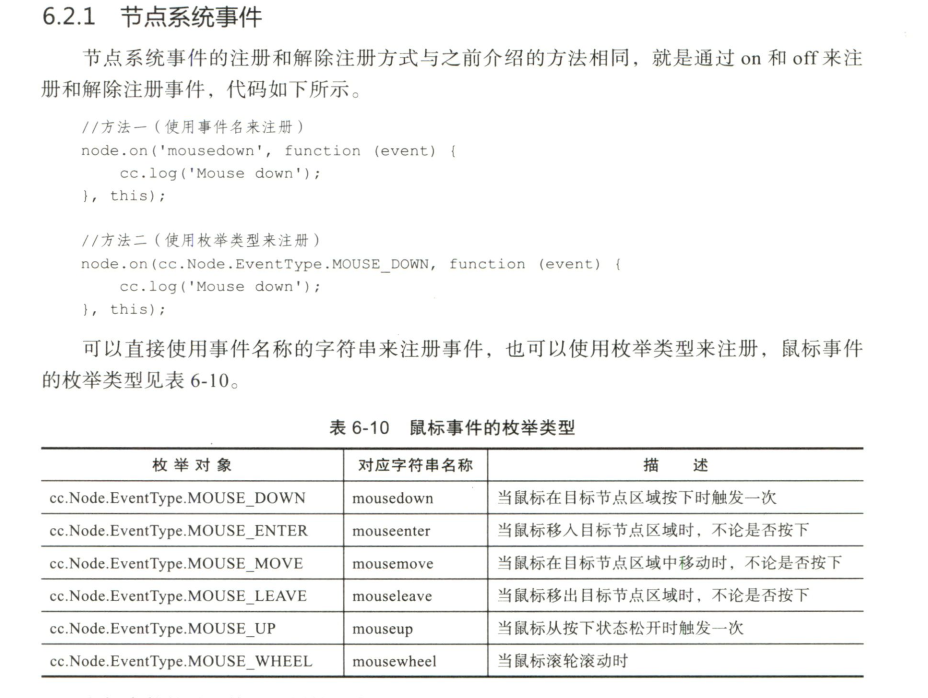 6.2.1 节点系统事件
节点系统事件的注册和解除注册方式与之前介绍的方法相同，就是通过 on 和 off 来注
册和解除注册事件，代码如下所示。
//方法一（使用事件名来注册）
node.on('mousedown', function (event) {
cc.log('Mouse down');
}, this);
//方法二（使用枚举类型来注册）
node.on(cc.Node.EventType.MOUSE_DOWN, function (event) {
cc.log('Mouse down');
}, this);
可以直接使用事件名称的字符串来注册事件，也可以使用枚举类型来注册，鼠标事件
的枚举类型见表 6-10。
表 6-10 鼠标事件的枚举类型
枚举对象 对应字符串名称 描述
cc.Node.EventType.MOUSE_DOWN mousedown 当鼠标在目标节点区域按下时触发一次
cc.Node.EventType.MOUSE_ENTER mouseenter 当鼠标移入目标节点区域时，不论是否按下
cc.Node.EventType.MOUSE_MOVE mousemove 当鼠标在目标节点区域中移动时，不论是否按下
cc.Node.EventType.MOUSE_LEAVE mouseleave 当鼠标移出目标节点区域时，不论是否按下
cc.Node.EventType.MOUSE_UP mouseup 当鼠标从按下状态松开时触发一次
cc.Node.EventType.MOUSE_WHEEL mousewheel 当鼠标滚轮滚动时